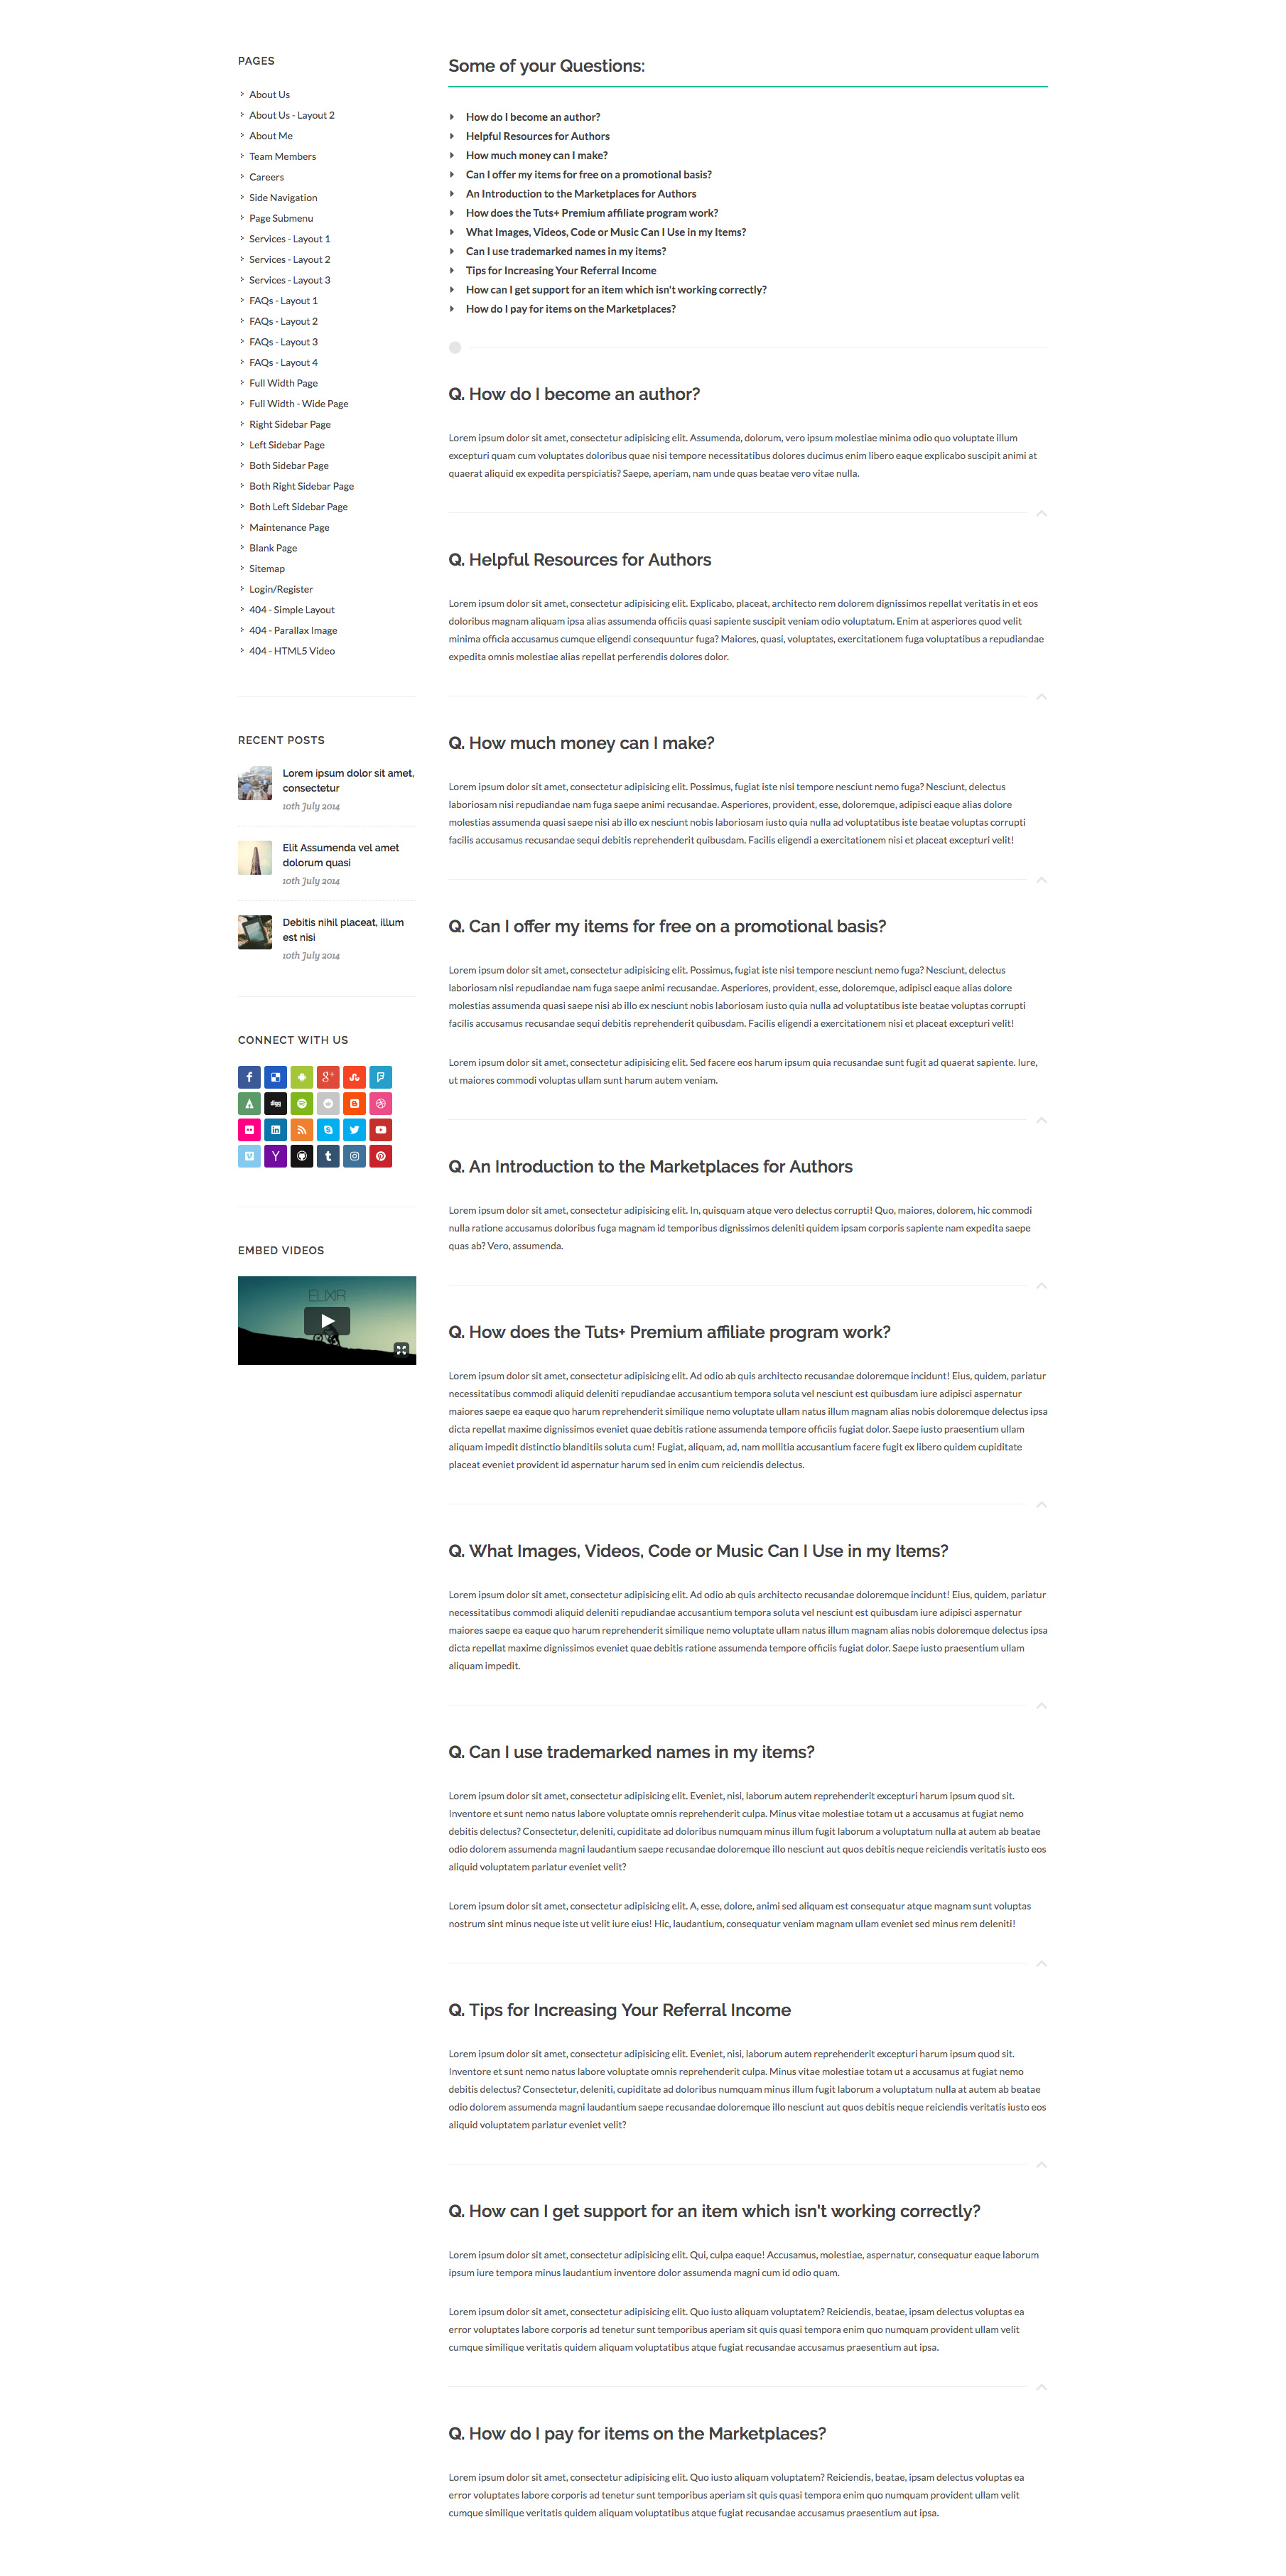 PAGES
About Us
About Us - Layout 2
About Me
Team Members
Careers
Side Navigation
Page Submenu
Services - Layout 1
Services - Layout 2
Services - Layout 3
FAQs - Layout 1
FAQs - Layout 2
FAQs - Layout 3
FAQs - Layout 4
Full Width Page
Full Width - Wide Page
Right Sidebar Page
Left Sidebar Page
Both Sidebar Page
Both Right Sidebar Page
Both Left Sidebar Page
Maintenance Page
Blank Page
Sitemap
Login/Register
404 - Simple Layout
404 - Parallax Image
404 - HTML5 Video
RECENT POSTS
Lorem ipsum dolor sit amet,
consectetur
10th July 2014
Elit Assumenda vel amet
dolorum quasi
10th July 2014
Debitis nihil placeat, illum
est nisi
10th July 2014
CONNECT WITH US
digg
EMBED VIDEOS
ELIXIR
Some of your Questions:
How do I become an author?
Helpful Resources for Authors
How much money can I make?
Can I offer my items for free on a promotional basis?
An Introduction to the Marketplaces for Authors
How does the Tuts+ Premium affiliate program work?
What Images, Videos, Code or Music Can I Use in my Items?
Can I use trademarked names in my items?
Tips for Increasing Your Referral Income
How can I get support for an item which isn't working correctly?
How do I pay for items on the Marketplaces?
Q. How do I become an author?
Lorem ipsum dolor sit amet, consectetur adipisicing elit. Assumenda, dolorum, vero ipsum molestiae minima odio quo voluptate illum
excepturi quam cum voluptates doloribus quae nisi tempore necessitatibus dolores ducimus enim libero eaque explicabo suscipit animi at
quaerat aliquid ex expedita perspiciatis? Saepe, aperiam, nam unde quas beatae vero vitae nulla.
Q. Helpful Resources for Authors
Lorem ipsum dolor sit amet, consectetur adipisicing elit. Explicabo, placeat, architecto rem dolorem dignissimos repellat veritatis in et eos
doloribus magnam aliquam ipsa alias assumenda officiis quasi sapiente suscipit veniam odio voluptatum. Enim at asperiores quod velit
minima officia accusamus cumque eligendi consequuntur fuga? Maiores, quasi, voluptates, exercitationem fuga voluptatibus a repudiandae
expedita omnis molestiae alias repellat perferendis dolores dolor.
Q. How much money can I make?
Lorem ipsum dolor sit amet, consectetur adipisicing elit. Possimus, fugiat iste nisi tempore nesciunt nemo fuga? Nesciunt, delectus
laboriosam nisi repudiandae nam fuga saepe animi recusandae. Asperiores, provident, esse, doloremque, adipisci eaque alias dolore
molestias assumenda quasi saepe nisi ab illo ex nesciunt nobis laboriosam iusto quia nulla ad voluptatibus iste beatae voluptas corrupti
facilis accusamus recusandae sequi debitis reprehenderit quibusdam. Facilis eligendi a exercitationem nisi et placeat excepturi velit!
Q. Can I offer my items for free on a promotional basis?
Lorem ipsum dolor sit amet, consectetur adipisicing elit. Possimus, fugiat iste nisi tempore nesciunt nemo fuga? Nesciunt, delectus
laboriosam nisi repudiandae nam fuga saepe animi recusandae. Asperiores, provident, esse, doloremque, adipisci eaque alias dolore
molestias assumenda quasi saepe nisi ab illo ex nesciunt nobis laboriosam iusto quia nulla ad voluptatibus iste beatae voluptas corrupti
facilis accusamus recusandae sequi debitis reprehenderit quibusdam. Facilis eligendi a exercitationem nisi et placeat excepturi velit!
Lorem ipsum dolor sit amet, consectetur adipisicing elit. Sed facere eos harum ipsum quia recusandae sunt fugit ad quaerat sapiente. Iure,
ut maiores commodi voluptas ullam sunt harum autem veniam.
Q. An Introduction to the Marketplaces for Authors
Lorem ipsum dolor sit amet, consectetur adipisicing elit. In, quisquam atque vero delectus corrupti! Quo, maiores, dolorem, hic commodi
nulla ratione accusamus doloribus fuga magnam id temporibus dignissimos deleniti quidem ipsam corporis sapiente nam expedita saepe
quas ab? Vero, assumenda.
Q. How does the Tuts+ Premium affiliate program work?
Lorem ipsum dolor sit amet, consectetur adipisicing elit. Ad odio ab quis architecto recusandae doloremque incidunt! Eius, quidem, pariatur
necessitatibus commodi aliquid deleniti repudiandae accusantium tempora soluta vel nesciunt est quibusdam iure adipisci aspernatur
maiores saepe ea eaque quo harum reprehenderit similique nemo voluptate ullam natus illum magnam alias nobis doloremque delectus ipsa
dicta repellat maxime dignissimos eveniet quae debitis ratione assumenda tempore officiis fugiat dolor. Saepe iusto praesentium ullam
aliquam impedit distinctio blanditiis soluta cum! Fugiat, aliquam, ad, nam mollitia accusantium facere fugit ex libero quidem cupiditate
placeat eveniet provident id aspernatur harum sed in enim cum reiciendis delectus.
Q. What Images, Videos, Code or Music Can I Use in my Items?
Lorem ipsum dolor sit amet, consectetur adipisicing elit. Ad odio ab quis architecto recusandae doloremque incidunt! Eius, quidem, pariatur
necessitatibus commodi aliquid deleniti repudiandae accusantium tempora soluta vel nesciunt est quibusdam iure adipisci aspernatur
maiores saepe ea eaque quo harum reprehenderit similique nemo voluptate ullam natus illum magnam alias nobis doloremque delectus ipsa
dicta repellat maxime dignissimos eveniet quae debitis ratione assumenda tempore officiis fugiat dolor. Saepe iusto praesentium ullam
aliquam impedit.
Q. Can I use trademarked names in my items?
Lorem ipsum dolor sit amet, consectetur adipisicing elit. Eveniet, nisi, laborum autem reprehenderit excepturi harum ipsum quod sit.
Inventore et sunt nemo natus labore voluptate omnis reprehenderit culpa. Minus vitae molestiae totam ut a accusamus at fugiat nemo
debitis delectus? Consectetur, deleniti, cupiditate ad doloribus numquam minus illum fugit laborum a voluptatum nulla at autem ab beatae
odio dolorem assumenda magni laudantium saepe recusandae doloremque illo nesciunt aut quos debitis neque reiciendis veritatis iusto eos
aliquid voluptatem pariatur eveniet velit?
Lorem ipsum dolor sit amet, consectetur adipisicing elit. A, esse, dolore, animi sed aliquam est consequatur atque magnam sunt voluptas
nostrum sint minus neque iste ut velit iure eius! Hic, laudantium, consequatur veniam magnam ullam eveniet sed minus rem deleniti!
Q. Tips for Increasing Your Referral Income
Lorem ipsum dolor sit amet, consectetur adipisicing elit. Eveniet, nisi, laborum autem reprehenderit excepturi harum ipsum quod sit.
Inventore et sunt nemo natus labore voluptate omnis reprehenderit culpa. Minus vitae molestiae totam ut a accusamus at fugiat nemo
debitis delectus? Consectetur, deleniti, cupiditate ad doloribus numquam minus illum fugit laborum a voluptatum nulla at autem ab beatae
odio dolorem assumenda magni laudantium saepe recusandae doloremque illo nesciunt aut quos debitis neque reiciendis veritatis iusto eos
aliquid voluptatem pariatur eveniet velit?
Q. How can I get support for an item which isn't working correctly?
Lorem ipsum dolor sit amet, consectetur adipisicing elit. Qui, culpa eaque! Accusamus, molestiae, aspernatur, consequatur eaque laborum
ipsum iure tempora minus laudantium inventore dolor assumenda magni cum id odio quam.
Lorem ipsum dolor sit amet, consectetur adipisicing elit. Quo iusto aliquam voluptatem? Reiciendis, beatae, ipsam delectus voluptas ea
error voluptates labore corporis ad tenetur sunt temporibus aperiam sit quis quasi tempora enim quo numquam provident ullam velit
cumque similique veritatis quidem aliquam voluptatibus atque fugiat recusandae accusamus praesentium aut ipsa.
Q. How do I pay for items on the Marketplaces?
Lorem ipsum dolor sit amet, consectetur adipisicing elit. Quo iusto aliquam voluptatem? Reiciendis, beatae, ipsam delectus voluptas ea
error voluptates labore corporis ad tenetur sunt temporibus aperiam sit quis quasi tempora enim quo numquam provident ullam velit
cumque similique veritatis quidem aliquam voluptatibus atque fugiat recusandae accusamus praesentium aut ipsa.